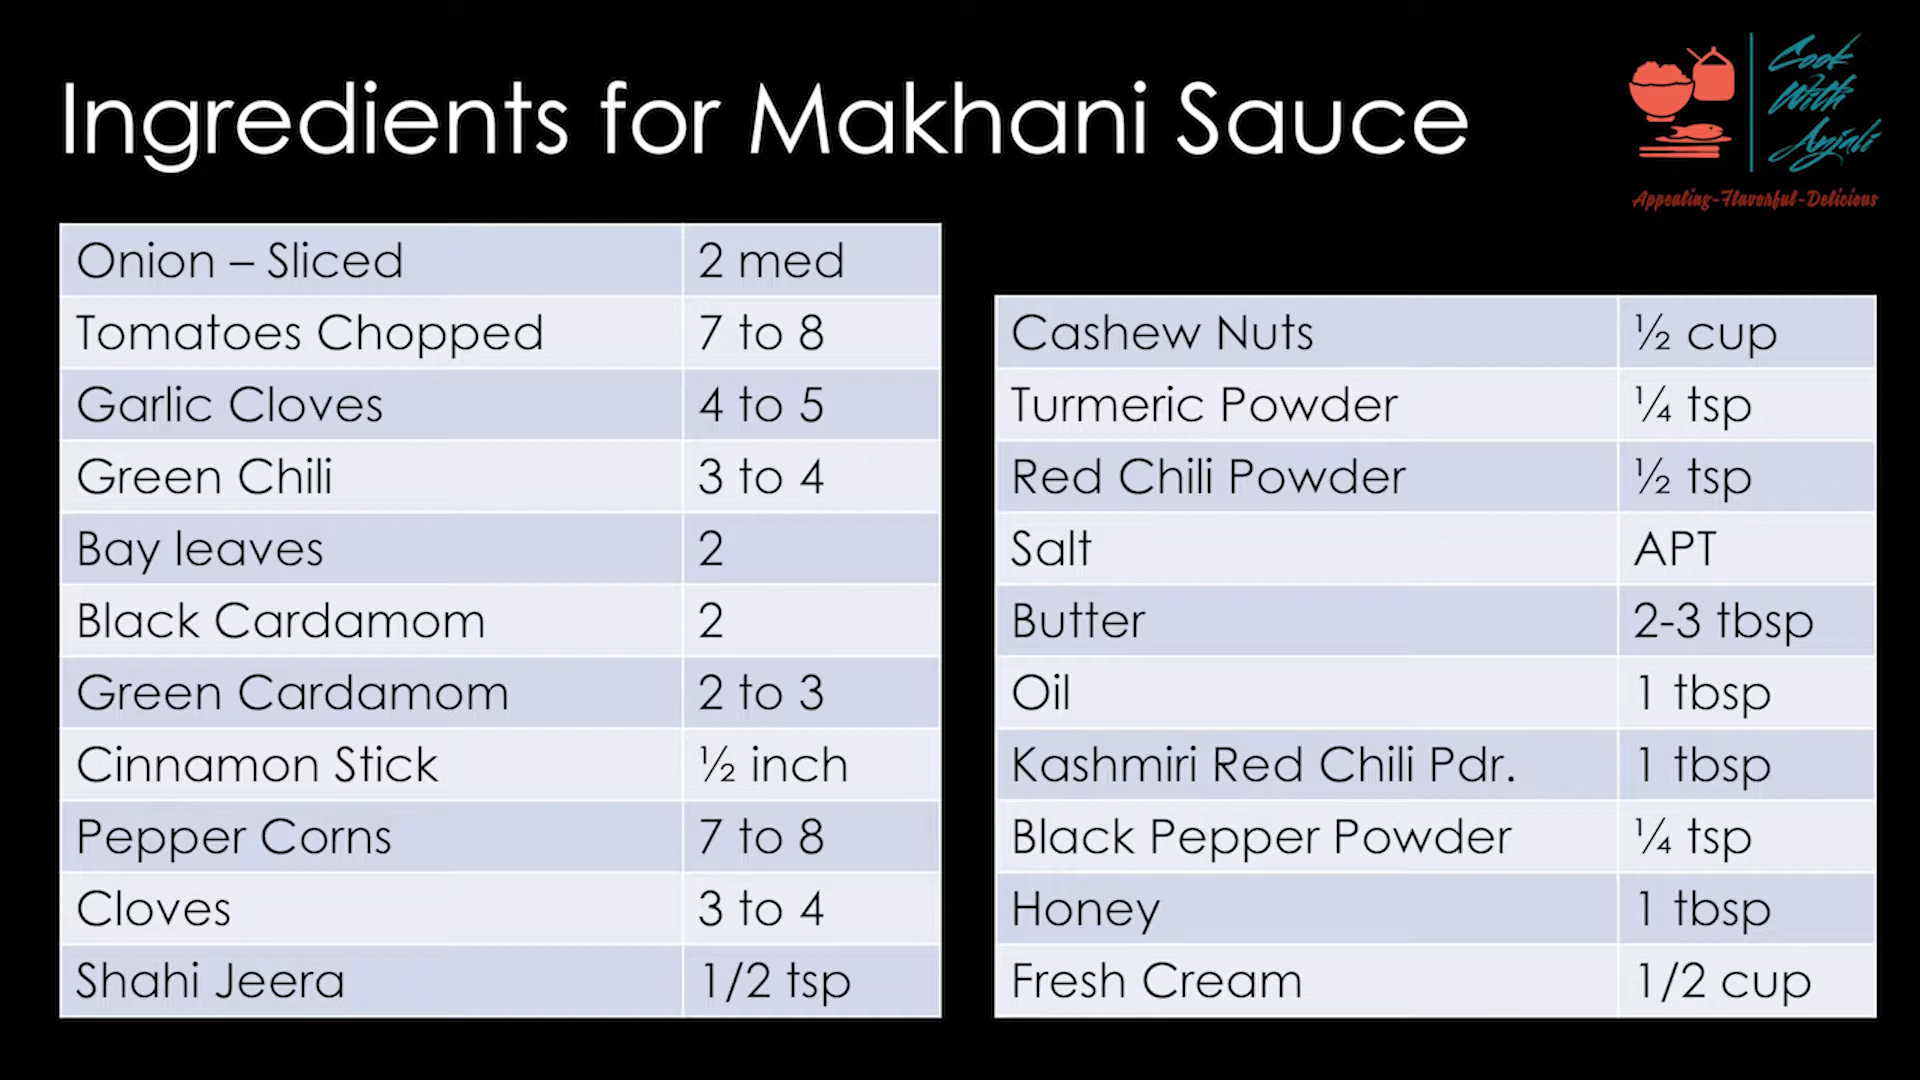 Ingredients for Makhani Sauce
Cook
With
Anjali
Appealing-Flavorful-Delicious
Onion – Sliced 2 med
Tomatoes Chopped 7 to 8
Garlic Cloves 4 to 5
Green Chili 3 to 4
Bay leaves 2
Black Cardamom 2
Green Cardamom 2 to 3
Cinnamon Stick ½ inch
Pepper Corns 7 to 8
Cloves 3 to 4
Shahi Jeera 1/2 tsp
Cashew Nuts ½ cup
Turmeric Powder ¼ tsp
Red Chili Powder ½ tsp
Salt APT
Butter 2-3 tbsp
Oil 1 tbsp
Kashmiri Red Chili Pdr. 1 tbsp
Black Pepper Powder ¼ tsp
Honey 1 tbsp
Fresh Cream 1/2 cup